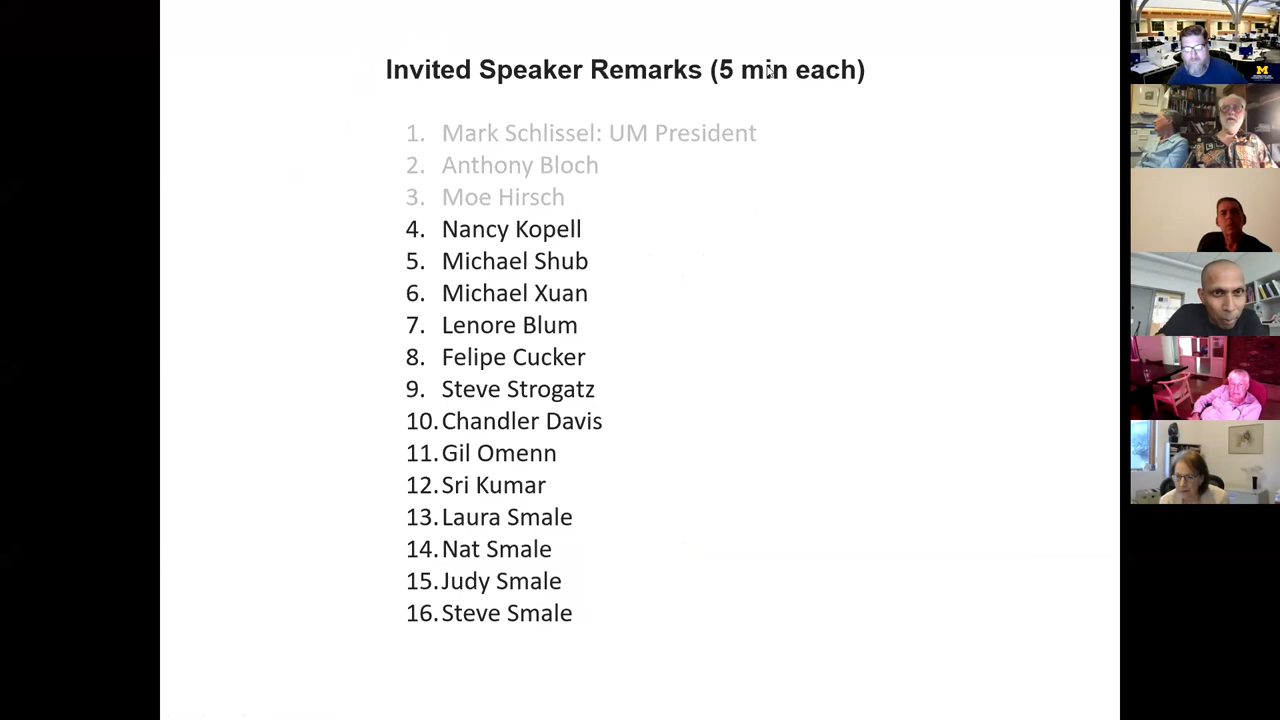 Invited Speaker Remarks (5 min each)
1. Mark Schlissel: UM President
2. Anthony Bloch
3. Moe Hirsch
4. Nancy Kopell
5. Michael Shub
6. Michael Xuan
7. Lenore Blum
8. Felipe Cucker
9. Steve Strogatz
10. Chandler Davis
11. Gil Omenn
12. Sri Kumar
13. Laura Smale
14. Nat Smale
15. Judy Smale
16. Steve Smale
M